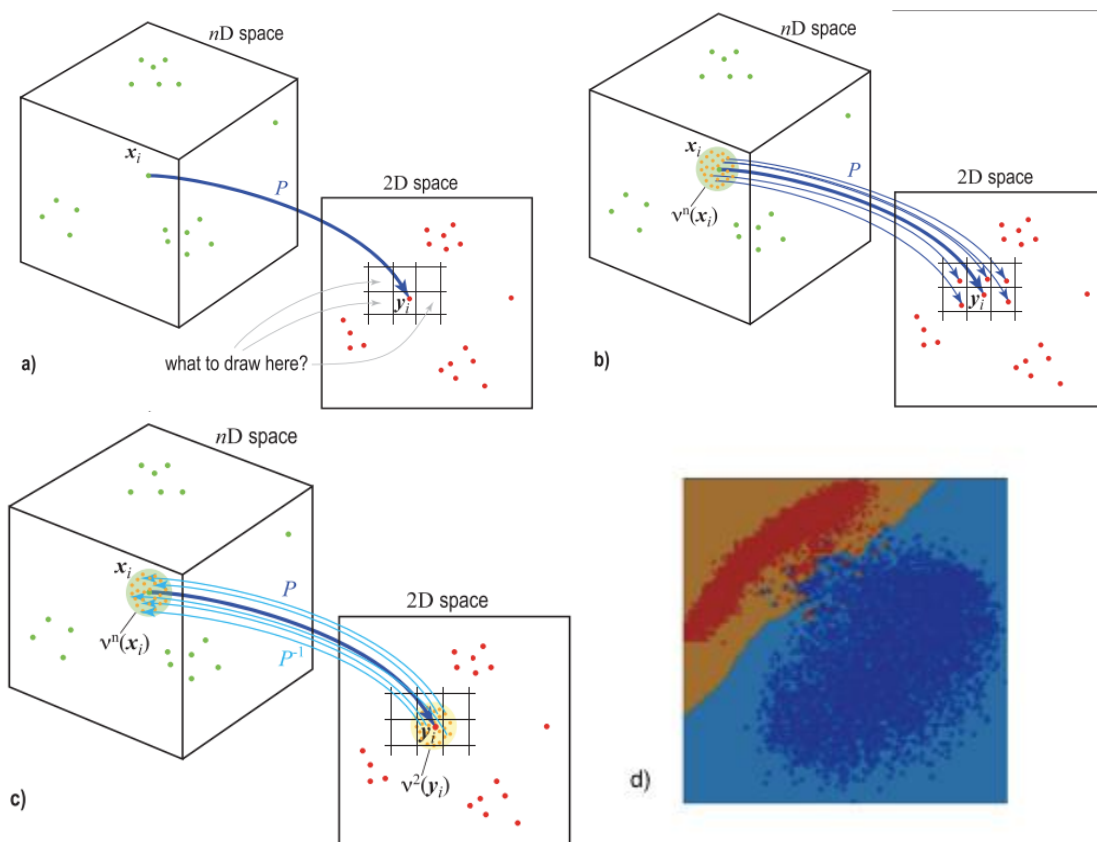 nD space
xᵢ
P
2D space
yᵢ
what to draw here?
a)
nD space
xᵢ
P
νⁿ(xᵢ)
2D space
yᵢ
b)
nD space
xᵢ
P
νⁿ(xᵢ)
P⁻¹
2D space
yᵢ
ν²(yᵢ)
c)
d)